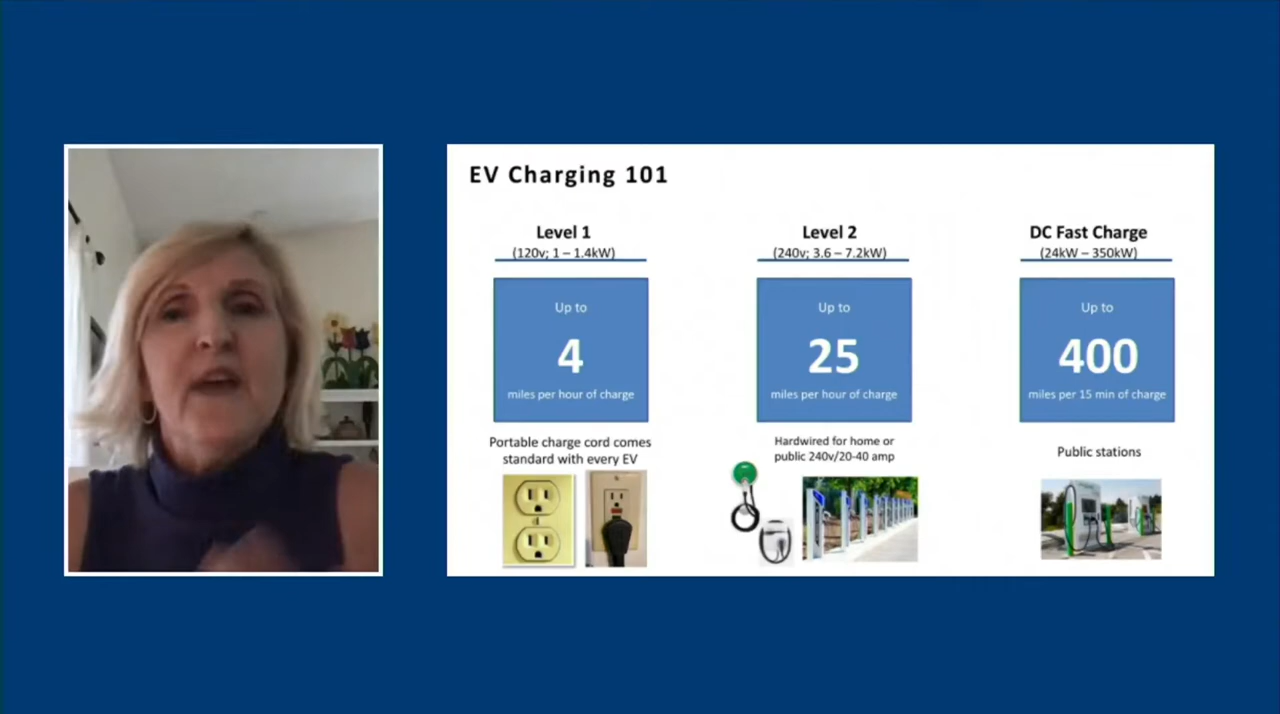 EV Charging 101
Level 1
(120v; 1 – 1.4kW)
Up to
4
miles per hour of charge
Portable charge cord comes
standard with every EV
Level 2
(240v; 3.6 – 7.2kW)
Up to
25
miles per hour of charge
Hardwired for home or
public 240v/20-40 amp
DC Fast Charge
(24kW – 350kW)
Up to
400
miles per 15 min of charge
Public stations